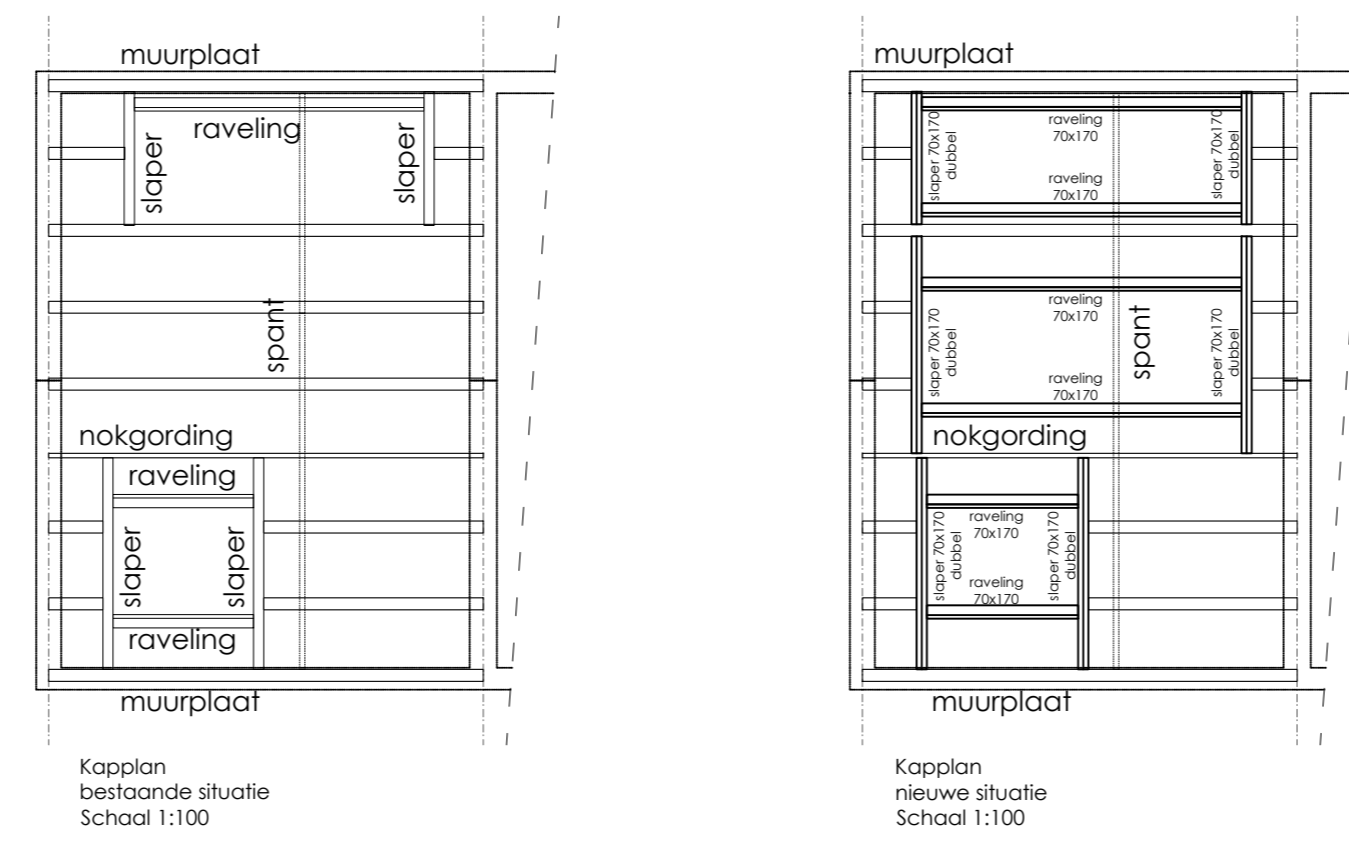 muurplaat
raveling
slaper
slaper
spant
nokgording
raveling
slaper
slaper
raveling
muurplaat
Kapplan
bestaande situatie
Schaal 1:100
muurplaat
raveling
70x170
slaper 70x170
dubbel
slaper 70x170
dubbel
raveling
70x170
raveling
70x170
slaper 70x170
dubbel
spant
slaper 70x170
dubbel
raveling
70x170
nokgording
raveling
70x170
slaper 70x170
dubbel
slaper 70x170
dubbel
raveling
70x170
muurplaat
Kapplan
nieuwe situatie
Schaal 1:100